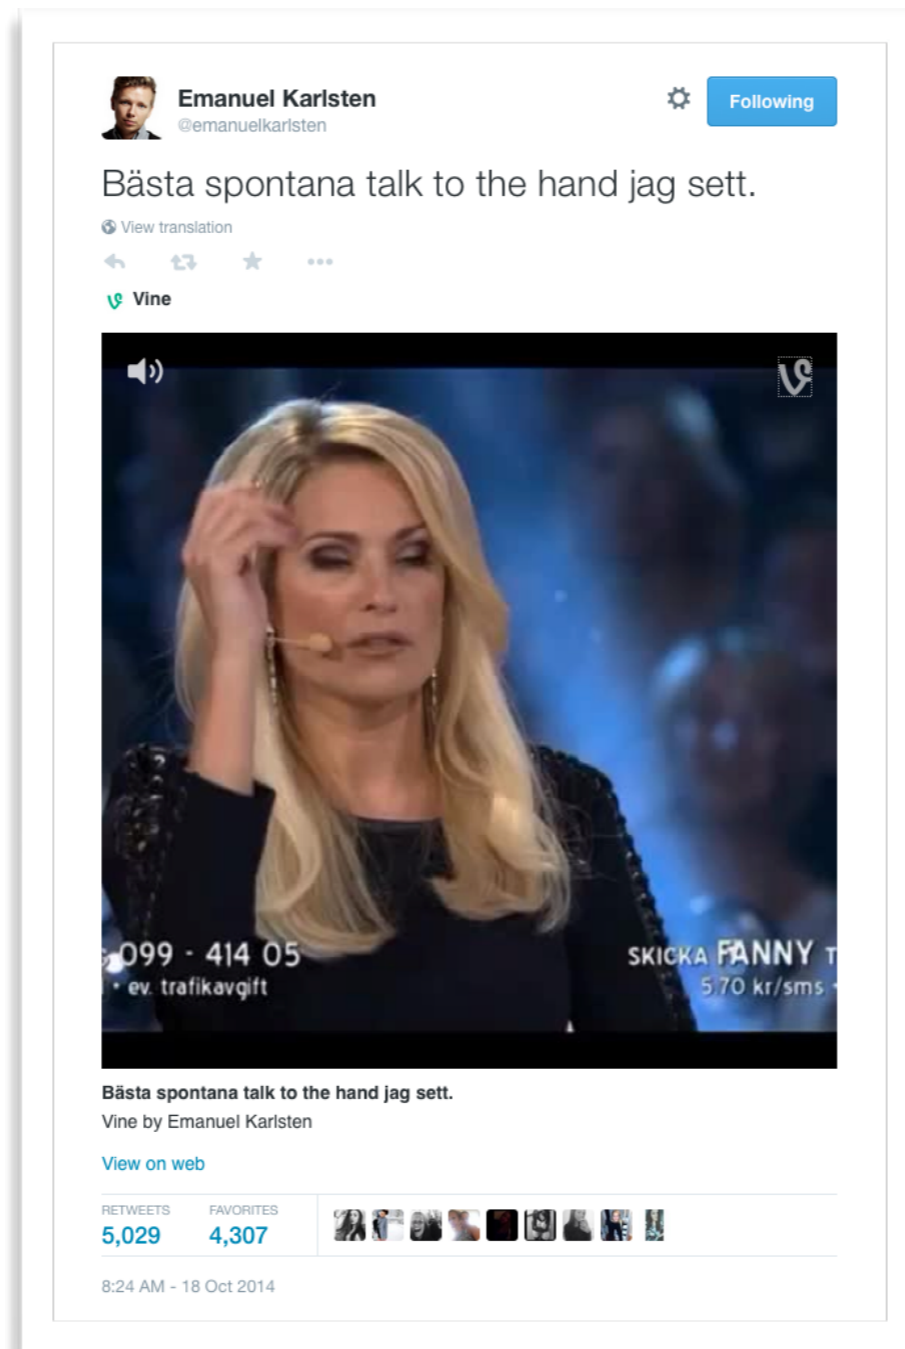 Emanuel Karlsten
@emanuelkarlsten
Following
Bästa spontana talk to the hand jag sett.
View translation
Vine
099 - 414 05
• ev. trafikavgift
SKICKA FANNY T
5.70 kr/sms
Bästa spontana talk to the hand jag sett.
Vine by Emanuel Karlsten
View on web
RETWEETS
5,029
FAVORITES
4,307
8:24 AM - 18 Oct 2014